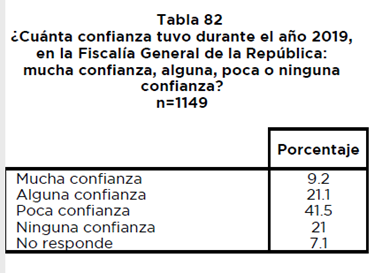 Tabla 82
¿Cuánta confianza tuvo durante el año 2019,
en la Fiscalía General de la República:
mucha confianza, alguna, poca o ninguna
confianza?
n=1149
Porcentaje
Mucha confianza 9.2
Alguna confianza 21.1
Poca confianza 41.5
Ninguna confianza 21
No responde 7.1